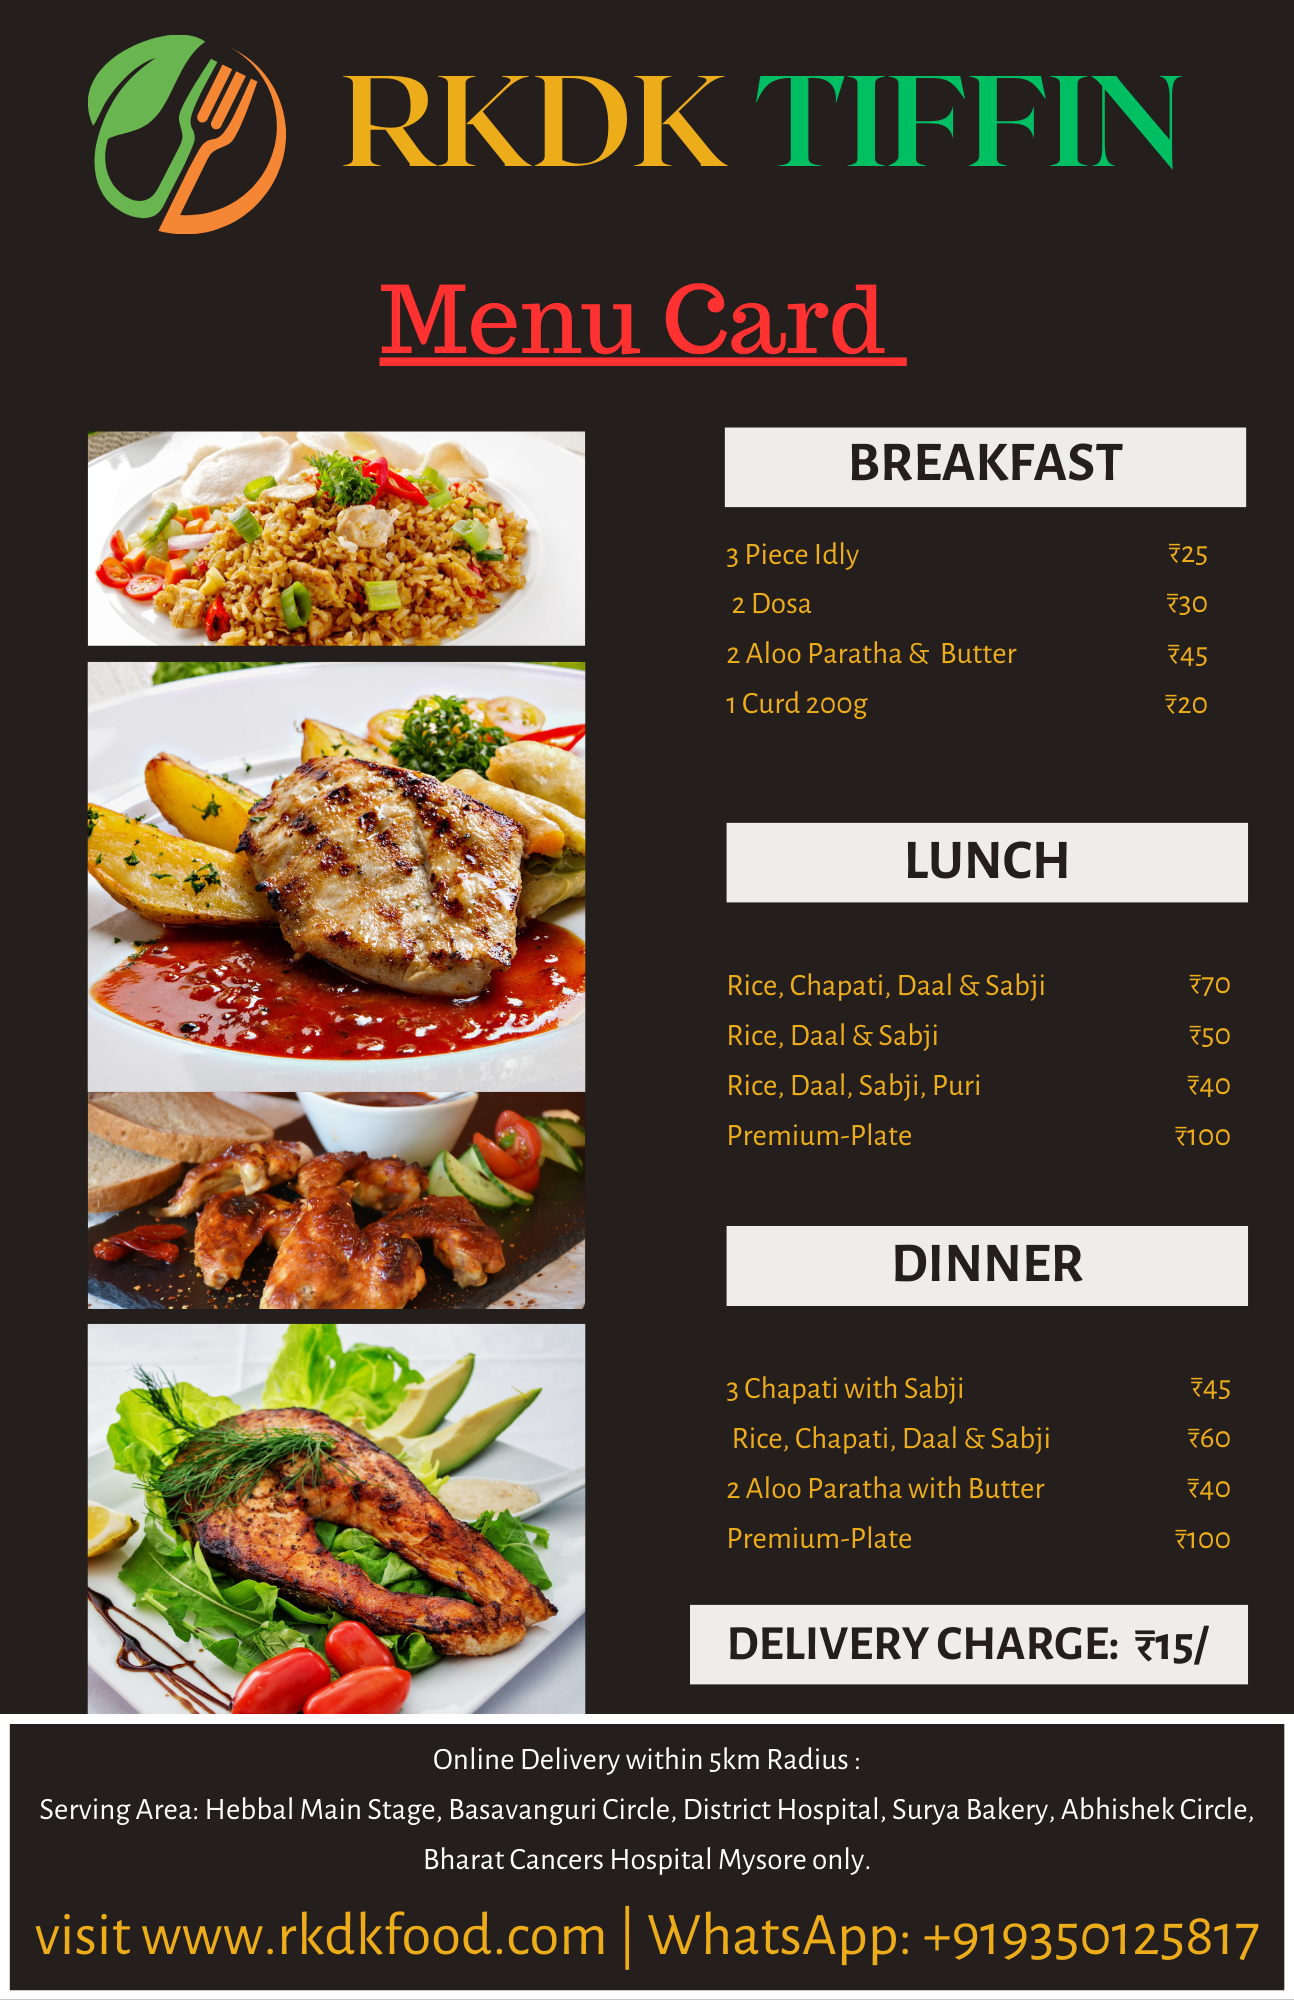 RKDK TIFFIN
Menu Card
BREAKFAST
3 Piece Idly ₹25
2 Dosa ₹30
2 Aloo Paratha & Butter ₹45
1 Curd 200g ₹20
LUNCH
Rice, Chapati, Daal & Sabji ₹70
Rice, Daal & Sabji ₹50
Rice, Daal, Sabji, Puri ₹40
Premium-Plate ₹100
DINNER
3 Chapati with Sabji ₹45
Rice, Chapati, Daal & Sabji ₹60
2 Aloo Paratha with Butter ₹40
Premium-Plate ₹100
DELIVERY CHARGE: ₹15/
Online Delivery within 5km Radius :
Serving Area: Hebbal Main Stage, Basavanguri Circle, District Hospital, Surya Bakery, Abhishek Circle,
Bharat Cancers Hospital Mysore only.
visit www.rkdkfood.com | WhatsApp: +919350125817